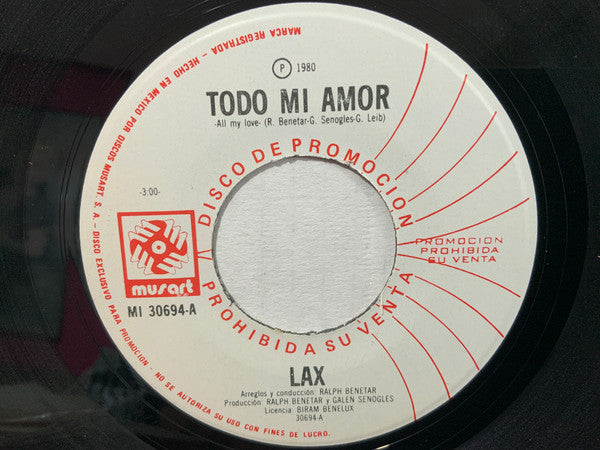 MARCA REGISTRADA - HECHO EN MEXICO POR DISCOS MUSART, S. A. - DISCO EXCLUSIVO PARA PROMOCION - NO SE AUTORIZA SU USO CON FINES DE LUCRO.
P 1980
TODO MI AMOR
-All my love- (R. Benetar-G. Senogles-G. Leib)
DISCO DE PROMOCION
-3:00-
PROMOCION
PROHIBIDA
SU VENTA
musart
MI 30694-A
PROHIBIDA SU VENTA
LAX
Arreglos y conducción: RALPH BENETAR
Producción: RALPH BENETAR y GALEN SENOGLES
Licencia: BIRAM BENELUX
30694-A